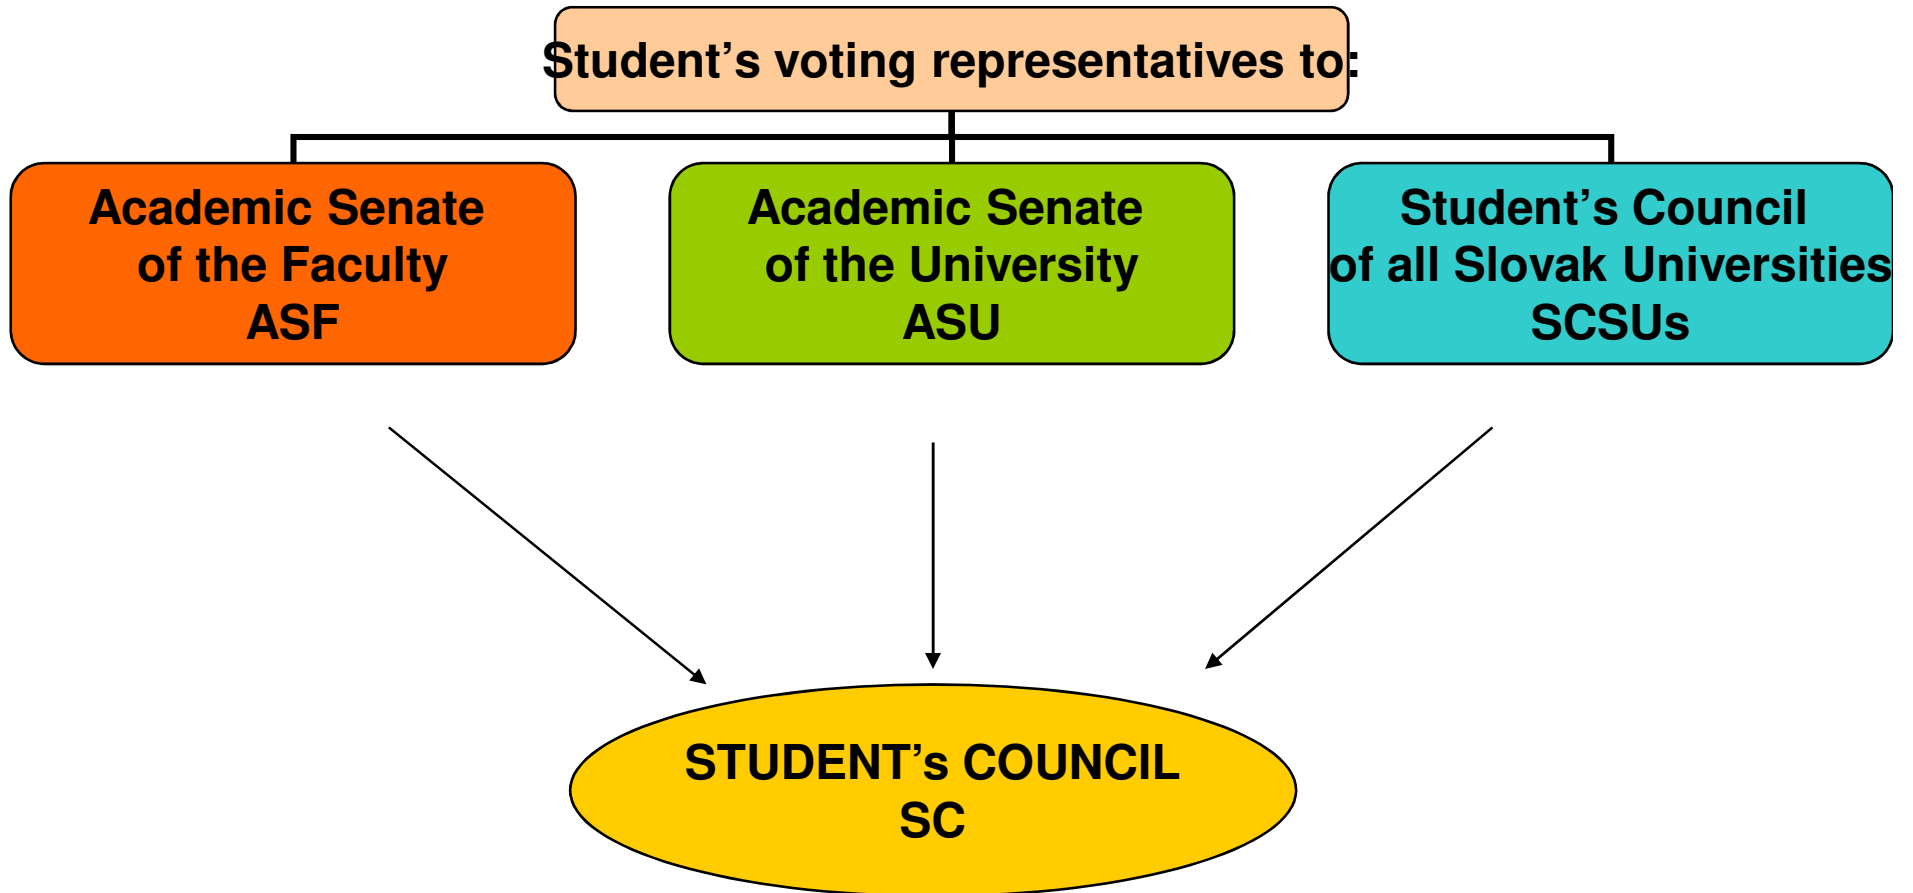 Student’s voting representatives to:
Academic Senate
of the Faculty
ASF
Academic Senate
of the University
ASU
Student’s Council
of all Slovak Universities
SCSUs
STUDENT’s COUNCIL
SC